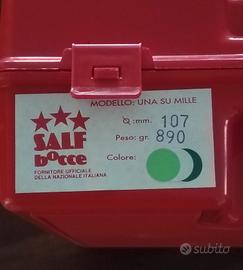 MODELLO: UNA SU MILLE
SALF
bocce
FORNITORE UFFICIALE
DELLA NAZIONALE ITALIANA
Ø:mm. 107
Peso: gr. 890
Colore:
subito